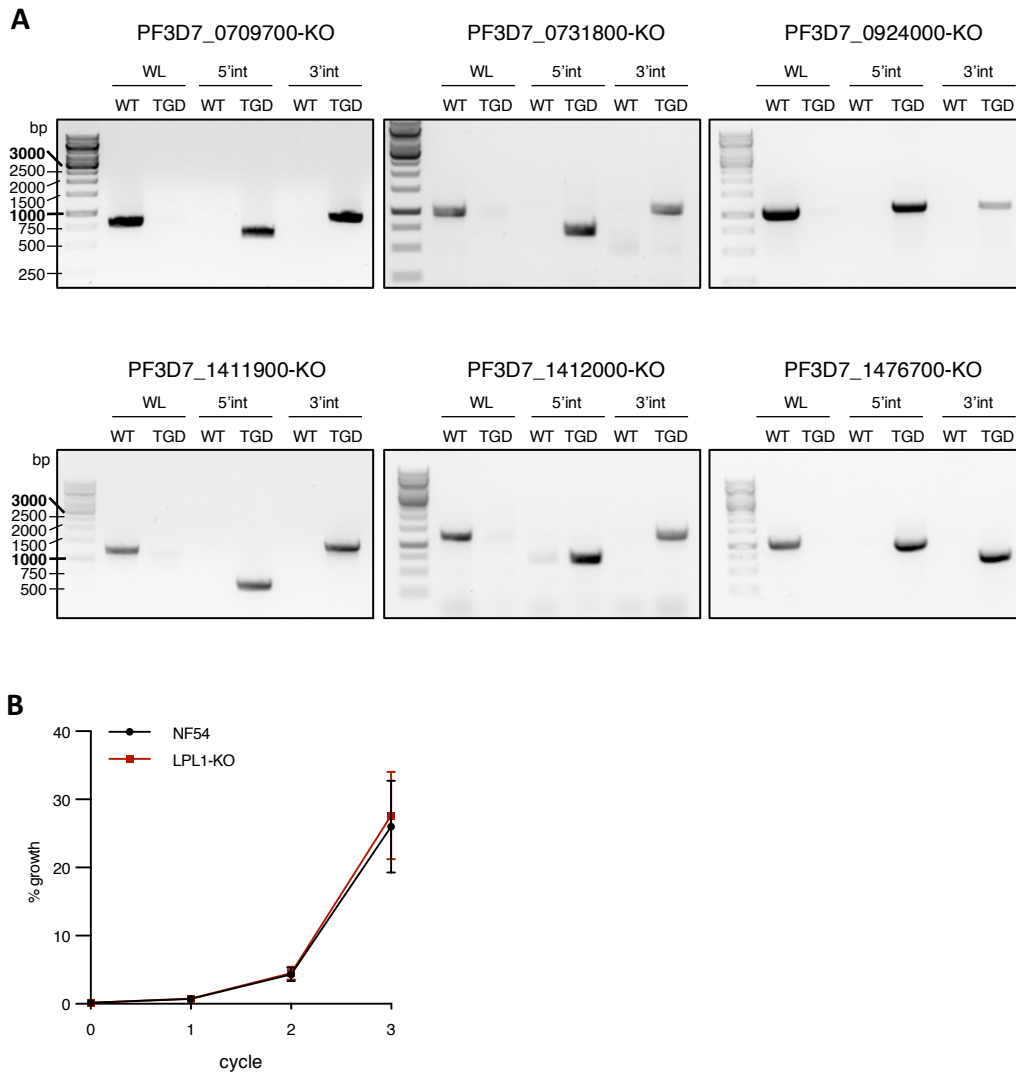 A
PF3D7_0709700-KO PF3D7_0731800-KO PF3D7_0924000-KO
WL 5'int 3'int WL 5'int 3'int WL 5'int 3'int
WT TGD WT TGD WT TGD WT TGD WT TGD WT TGD WT TGD WT TGD WT TGD
bp
3000
2500
2000
1500
1000
750
500
250
PF3D7_1411900-KO PF3D7_1412000-KO PF3D7_1476700-KO
WL 5'int 3'int WL 5'int 3'int WL 5'int 3'int
WT TGD WT TGD WT TGD WT TGD WT TGD WT TGD WT TGD WT TGD WT TGD
bp
3000
2500
2000
1500
1000
750
500
B
NF54
LPL1-KO
40
30
20
10
0
% growth
0 1 2 3
cycle